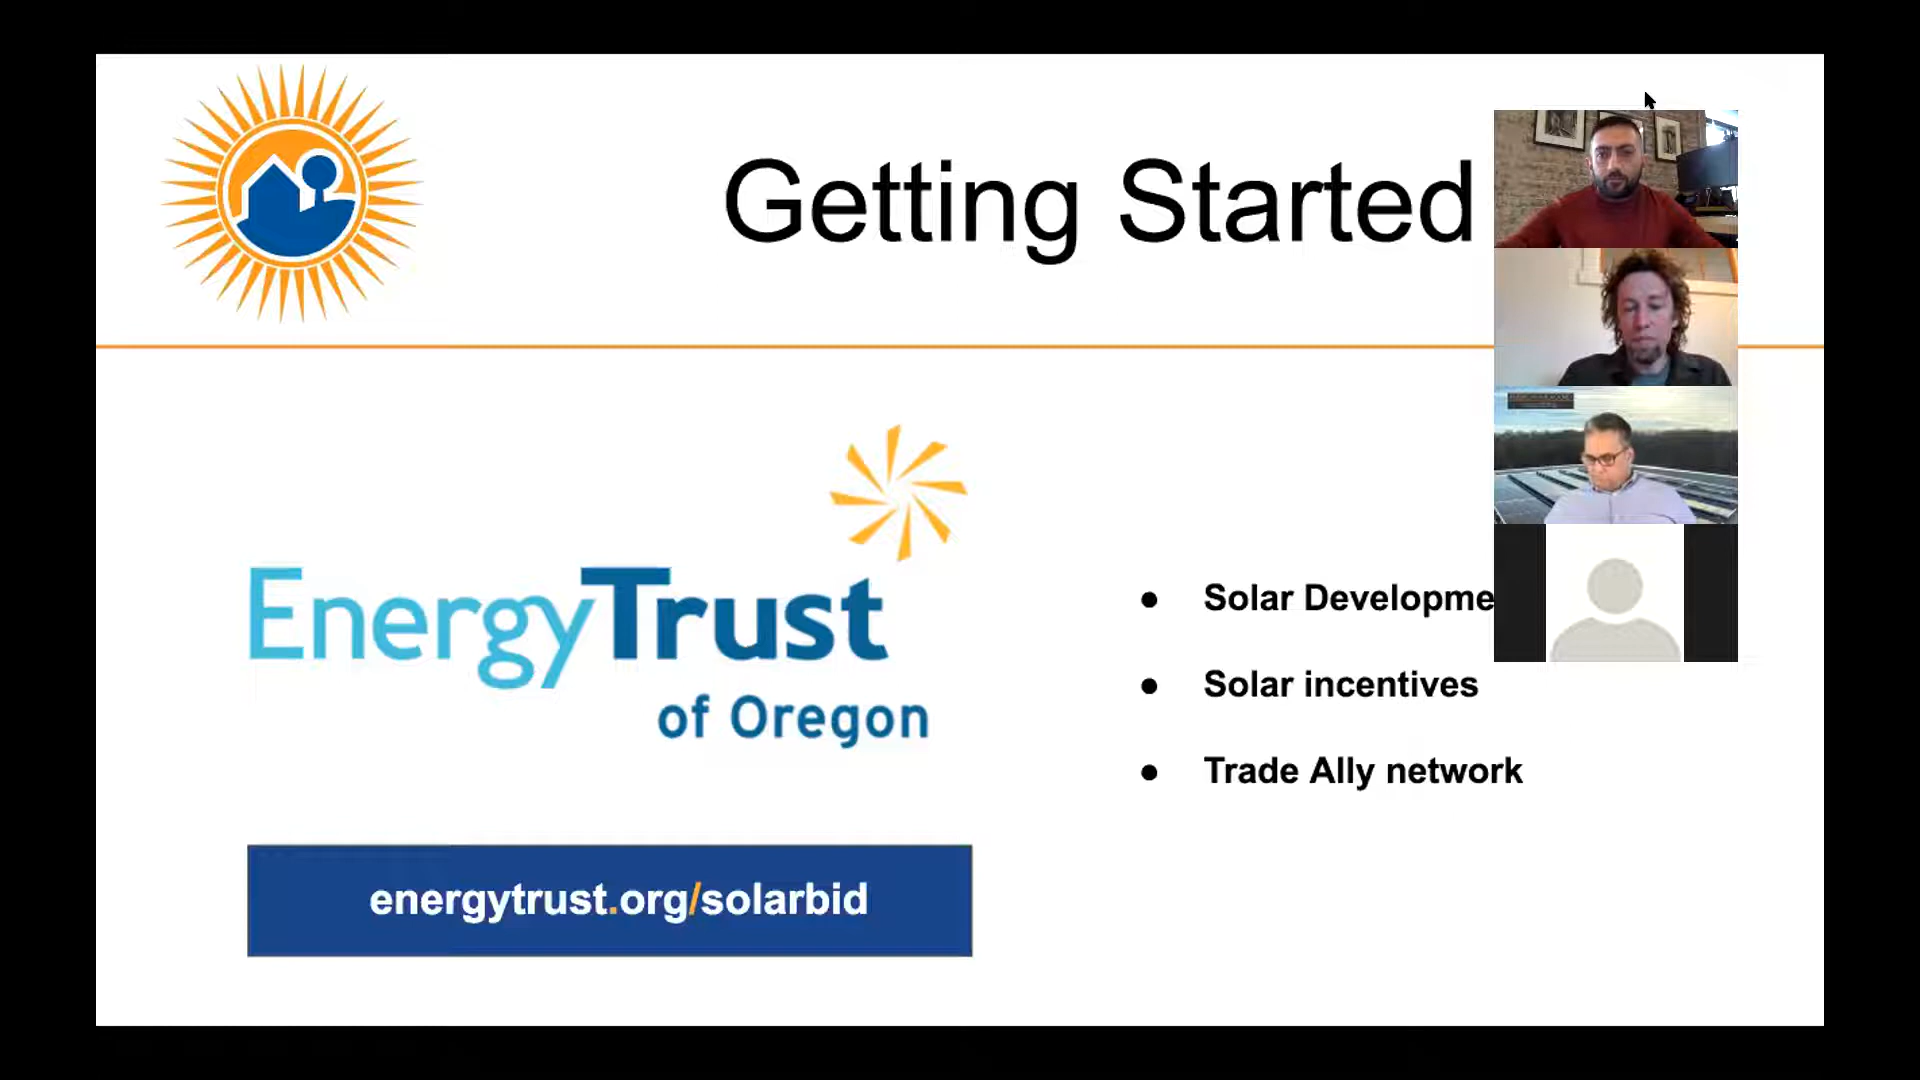 Getting Started
EnergyTrust
of Oregon
● Solar Developme
● Solar incentives
● Trade Ally network
energytrust.org/solarbid